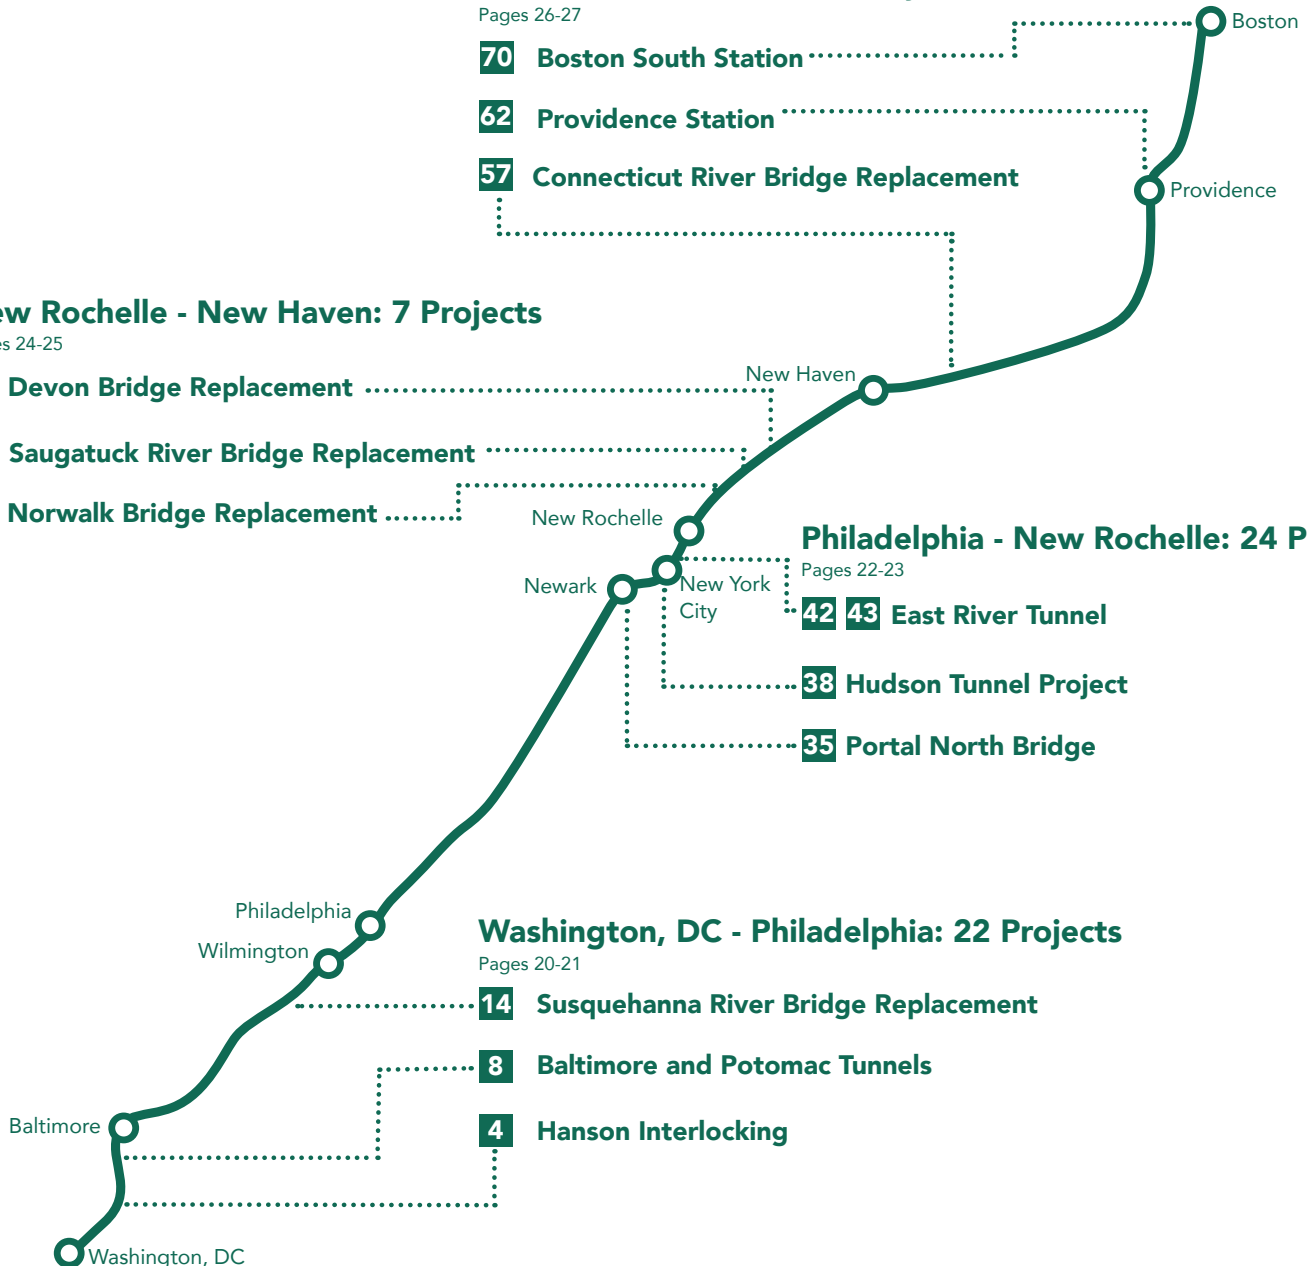 Pages 26-27
Boston
70 Boston South Station
62 Providence Station
57 Connecticut River Bridge Replacement
Providence
Rochelle - New Haven: 7 Projects
24-25
New Haven
Devon Bridge Replacement
Saugatuck River Bridge Replacement
Norwalk Bridge Replacement
New Rochelle
Philadelphia - New Rochelle: 24 P
Pages 22-23
Newark
New York
City
42 43 East River Tunnel
38 Hudson Tunnel Project
35 Portal North Bridge
Philadelphia
Wilmington
Washington, DC - Philadelphia: 22 Projects
Pages 20-21
14 Susquehanna River Bridge Replacement
8 Baltimore and Potomac Tunnels
4 Hanson Interlocking
Baltimore
Washington, DC